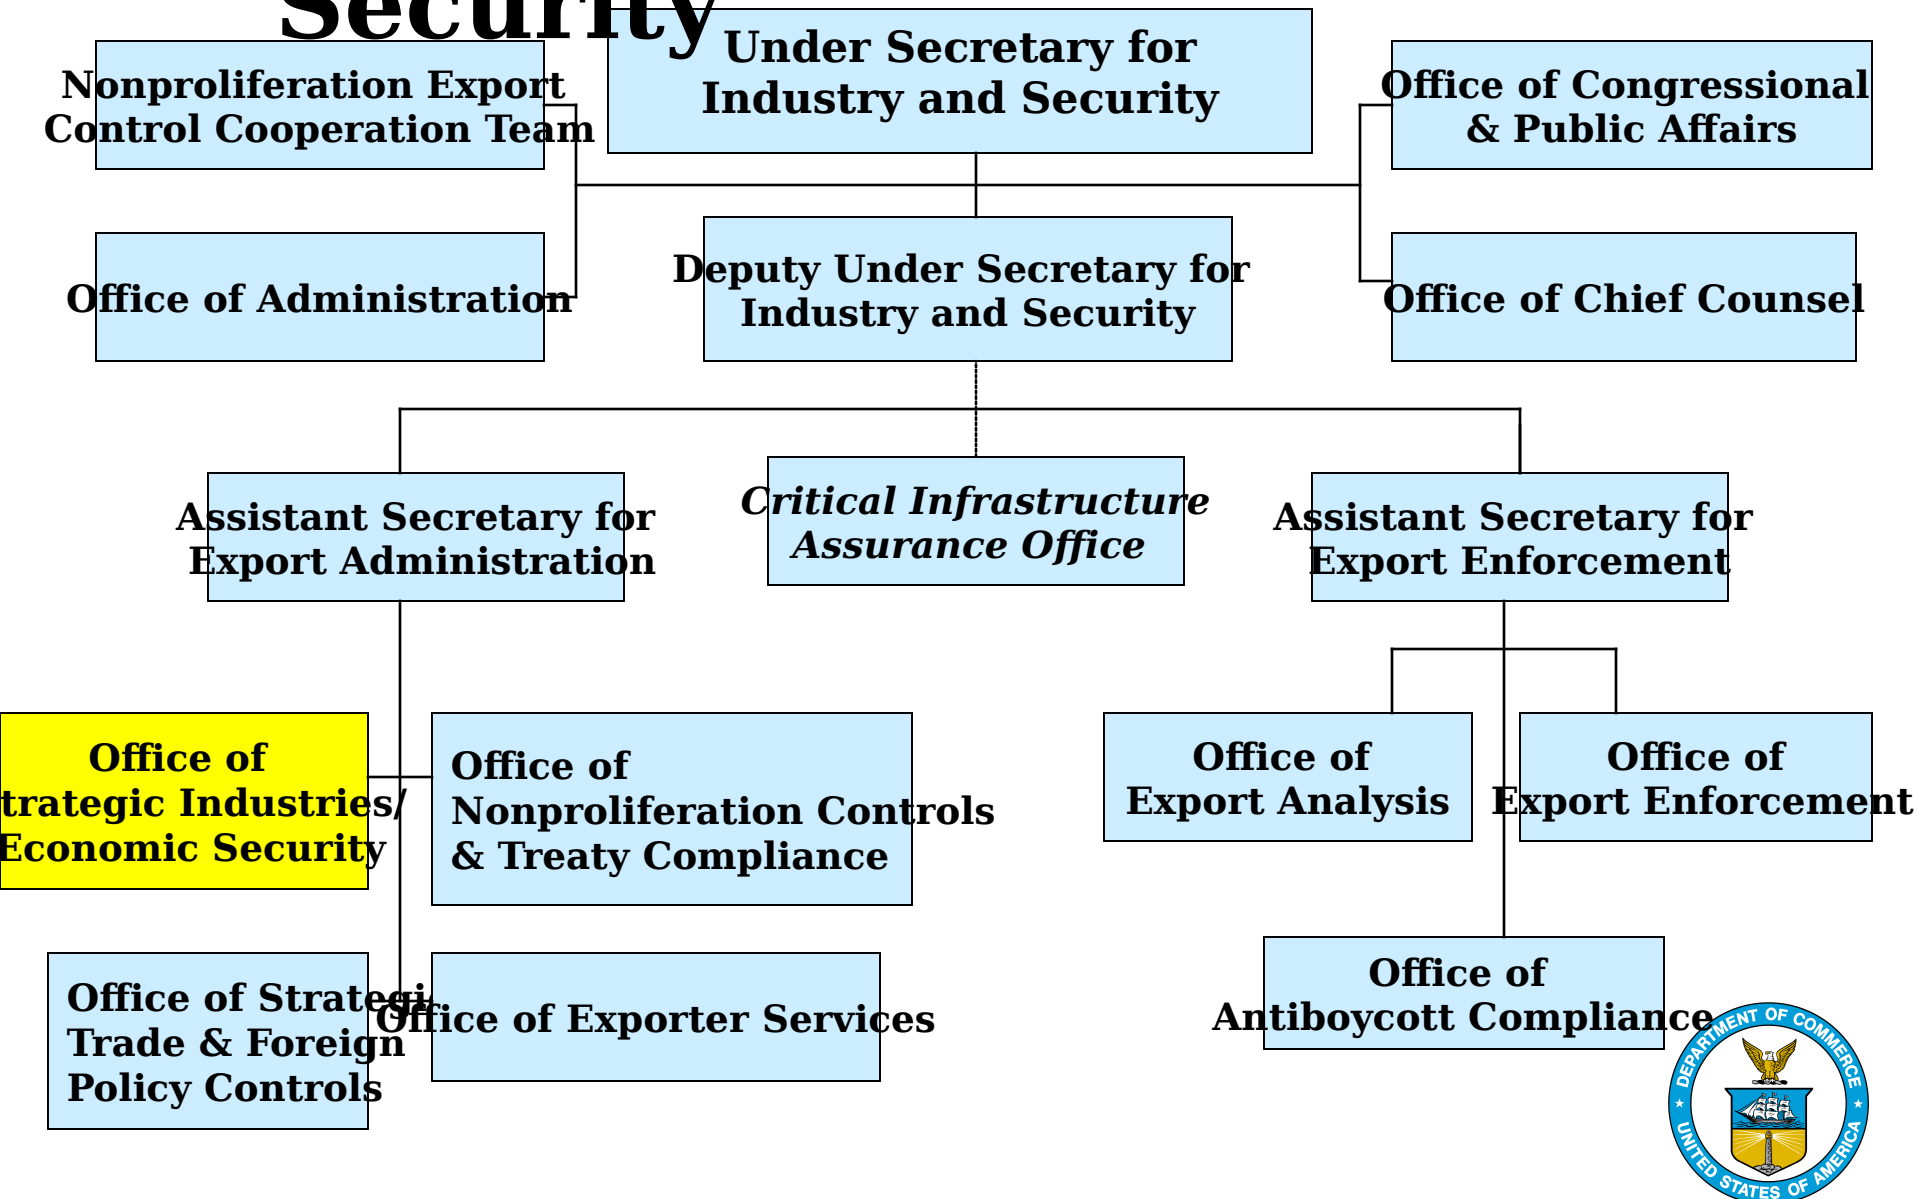 Security
Under Secretary for
Industry and Security
Nonproliferation Export
Control Cooperation Team
Office of Congressional
& Public Affairs
Office of Administration
Deputy Under Secretary for
Industry and Security
Office of Chief Counsel
Assistant Secretary for
Export Administration
Critical Infrastructure
Assurance Office
Assistant Secretary for
Export Enforcement
Office of
trategic Industries/
Economic Security
Office of
Nonproliferation Controls
& Treaty Compliance
Office of
Export Analysis
Office of
Export Enforcement
Office of Strategi
Trade & Foreign
Policy Controls
Office of Exporter Services
Office of
Antiboycott Compliance
DEPARTMENT OF COMMERCE
UNITED STATES OF AMERICA